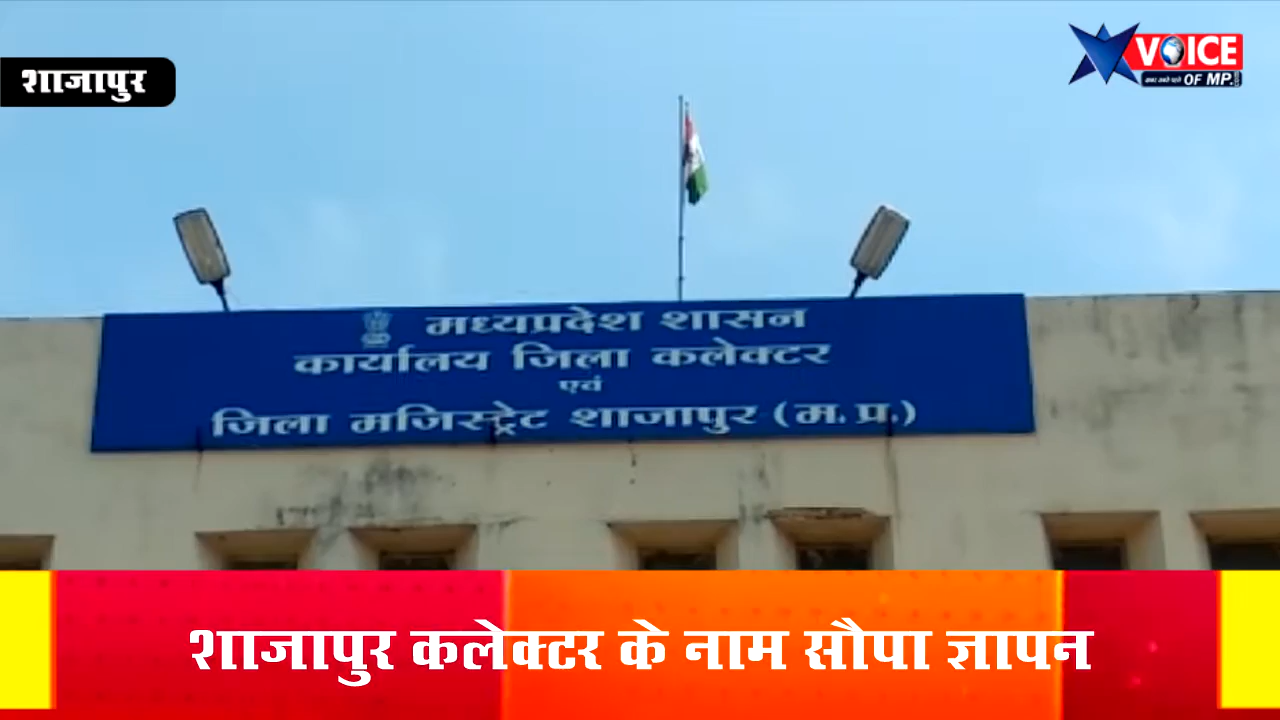 शाजापुर
VOICE
OF MP.
मध्यप्रदेश शासन
कार्यालय जिला कलेक्टर
एवं
जिला मजिस्ट्रेट शाजापुर (म. प्र.)
शाजापुर कलेक्टर के नाम सौपा ज्ञापन